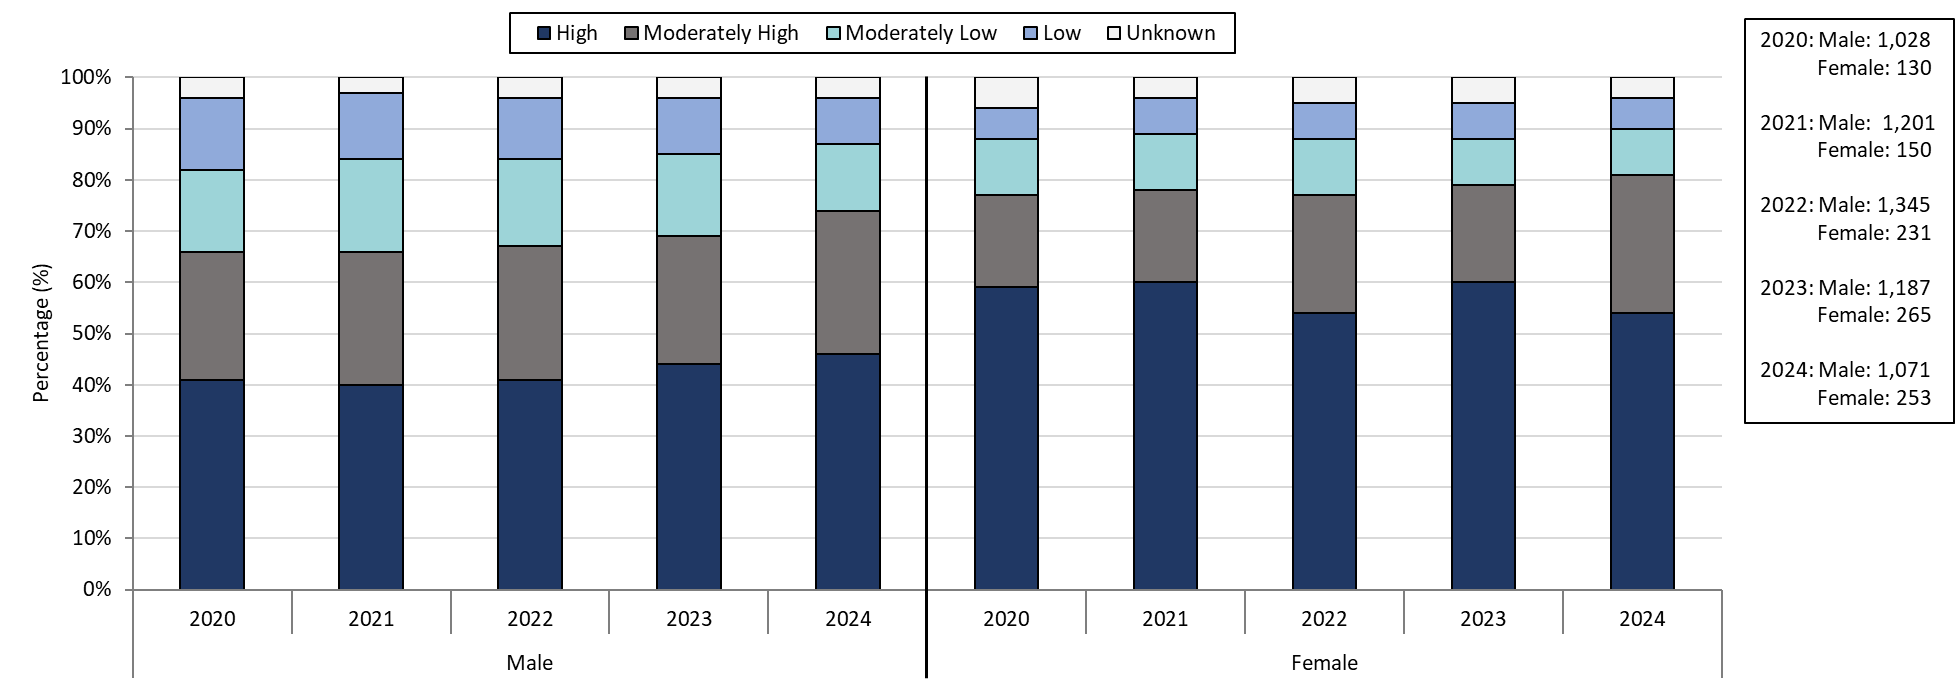 High Moderately High Moderately Low Low Unknown
2020: Male: 1,028
Female: 130
2021: Male: 1,201
Female: 150
2022: Male: 1,345
Female: 231
2023: Male: 1,187
Female: 265
2024: Male: 1,071
Female: 253
Percentage (%)
100%
90%
80%
70%
60%
50%
40%
30%
20%
10%
0%
2020 2021 2022 2023 2024 2020 2021 2022 2023 2024
Male Female